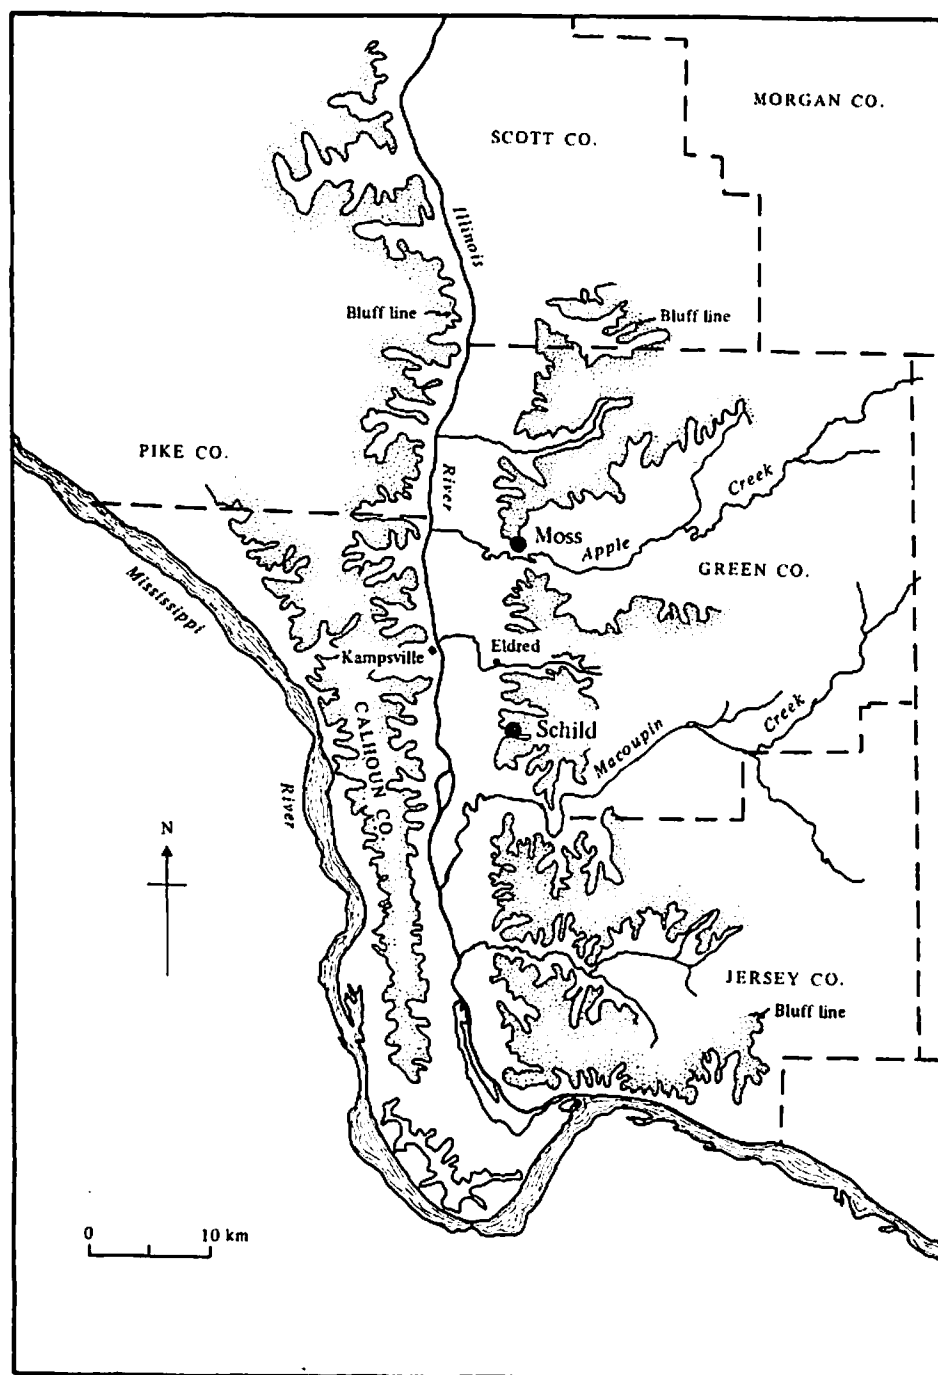 MORGAN CO.
SCOTT CO.
Illinois
Bluff line
Bluff line
PIKE CO.
River
Creek
Moss
Apple
GREEN CO.
Mississippi
Eldred
Kampsville
CALHOUN CO.
Schild
Macoupin
Creek
River
N
JERSEY CO.
Bluff line
0 10 km